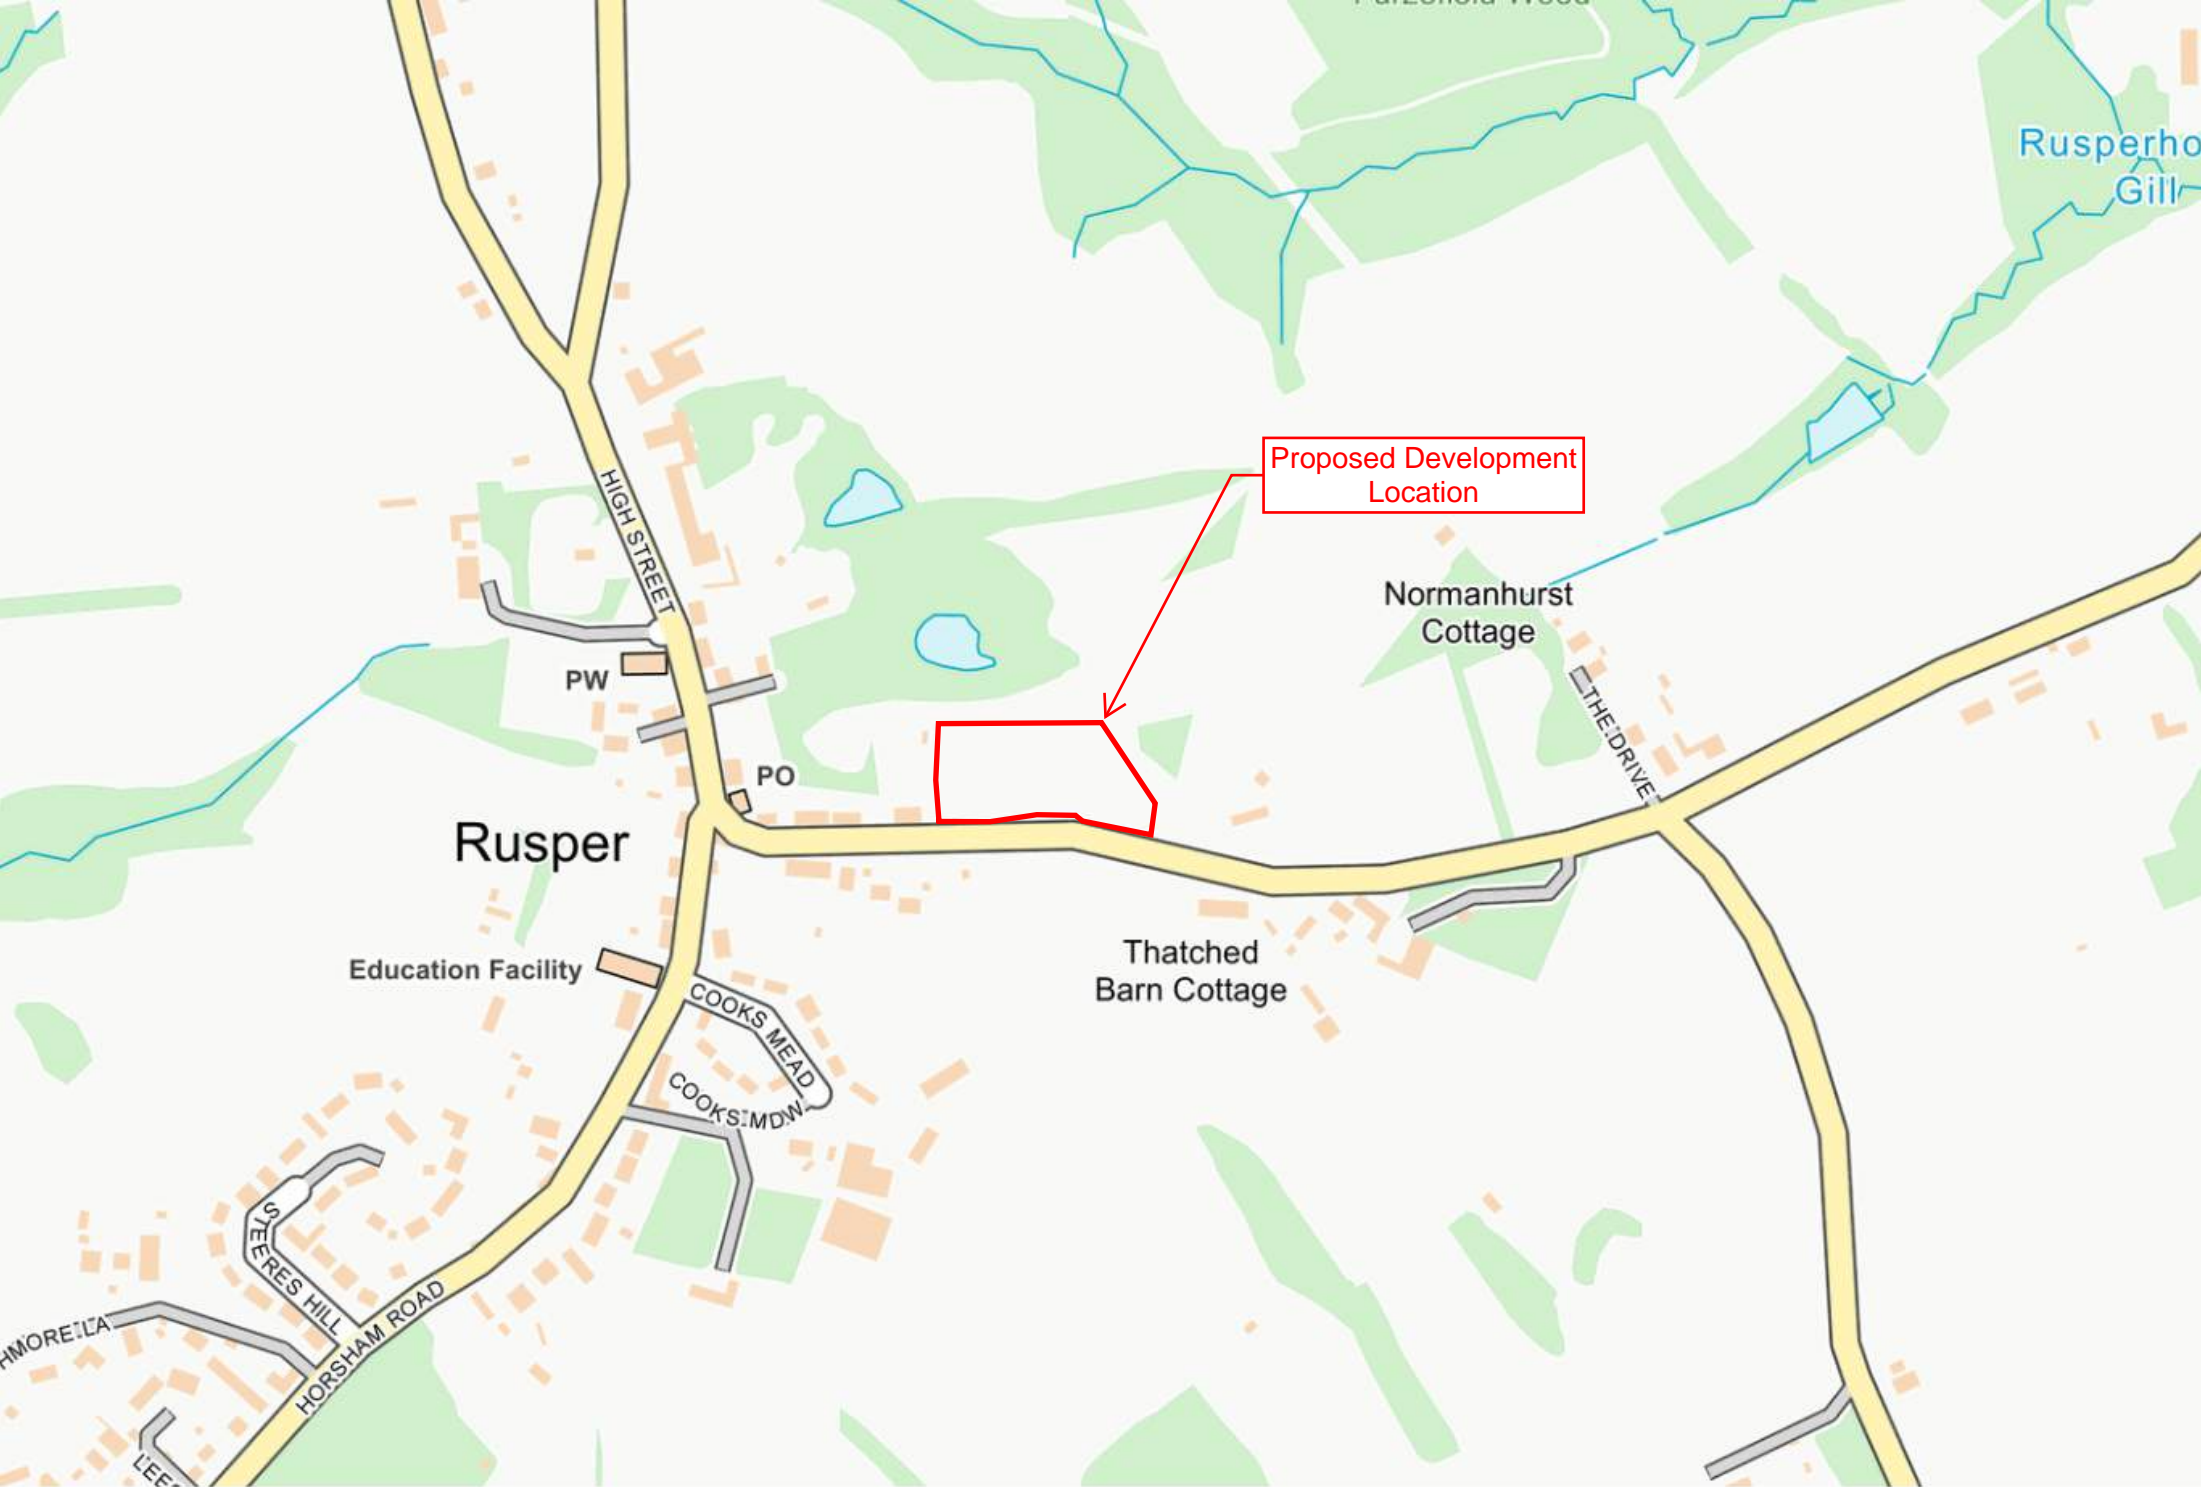 Rusperho
Gill
Proposed Development
Location
HIGH STREET
Normanhurst
Cottage
PW
THE DRIVE
PO
Rusper
Thatched
Barn Cottage
Education Facility
COOKS MEAD
COOKS MDW
STEERES HILL
HORSHAM ROAD